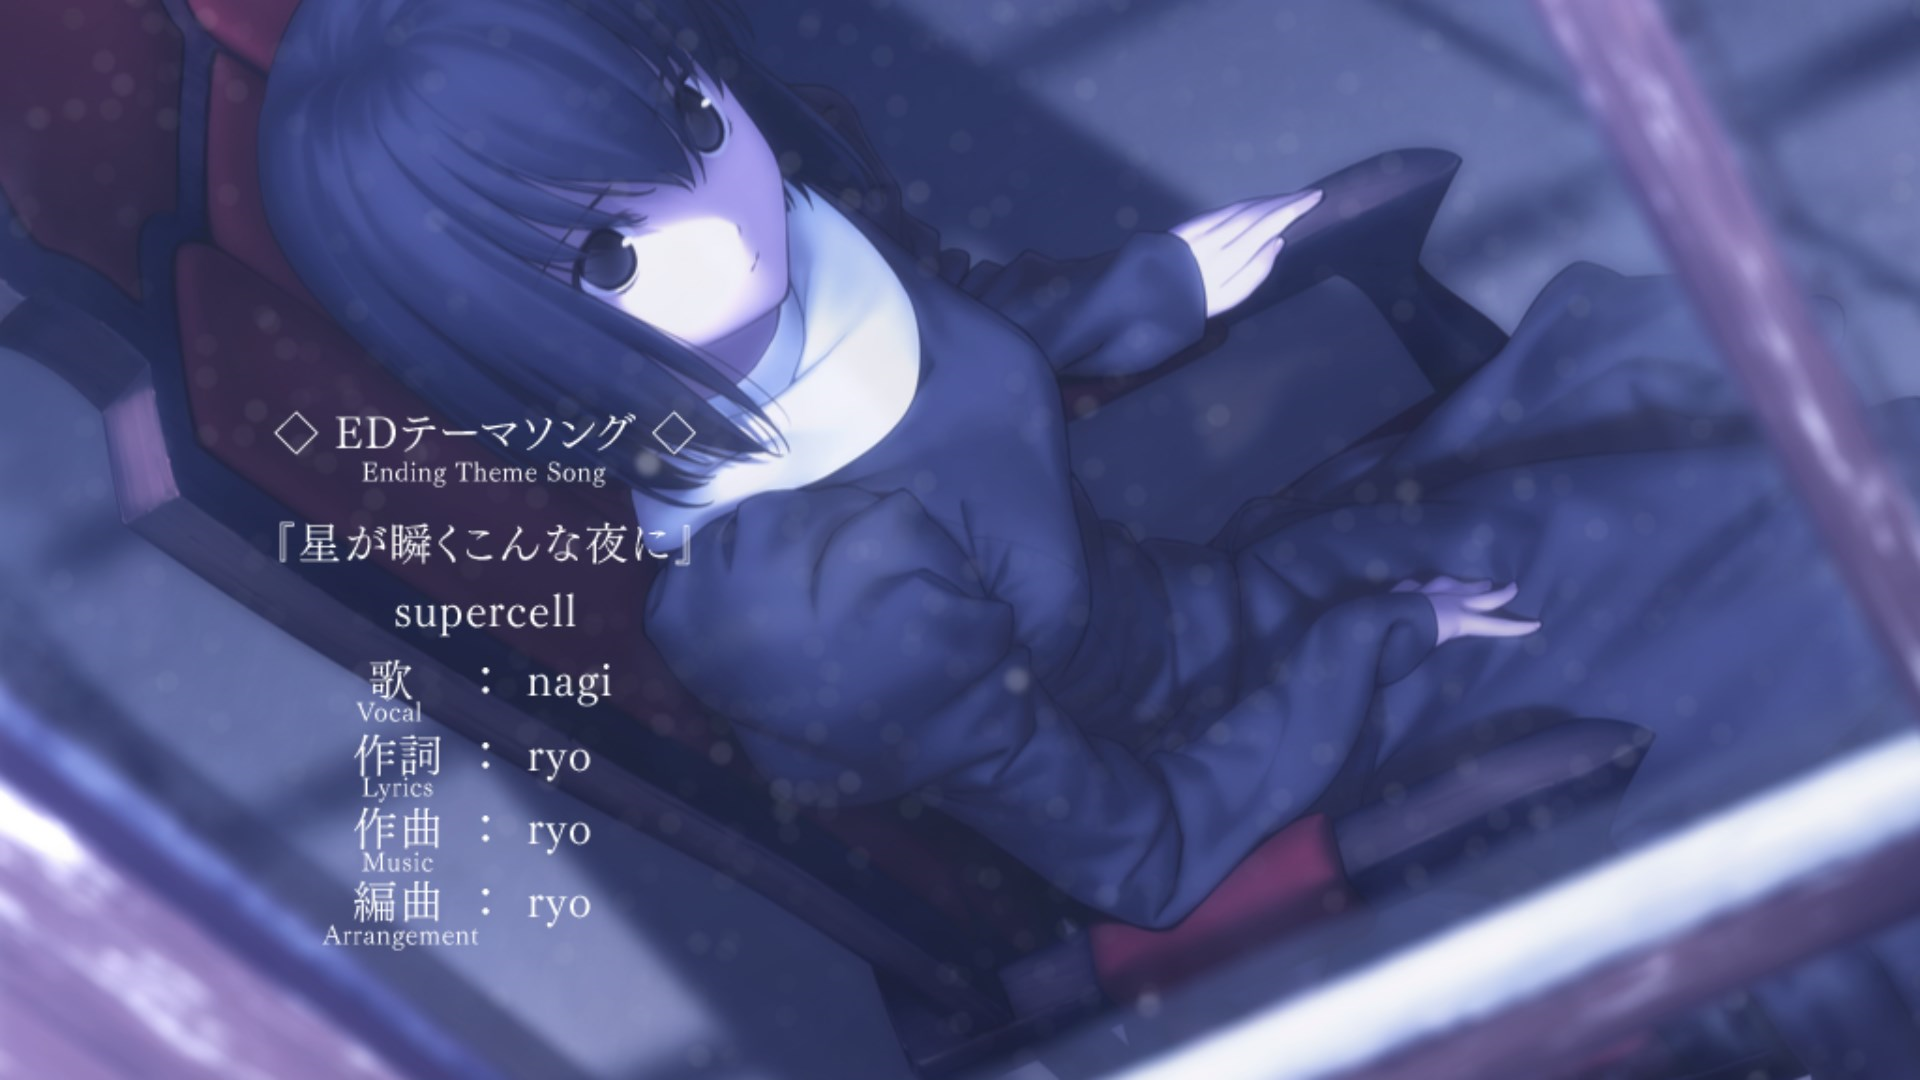 ◇ EDテーマソング ◇
Ending Theme Song
『星が瞬くこんな夜に』
supercell
歌 : nagi
Vocal
作詞 : ryo
Lyrics
作曲 : ryo
Music
編曲 : ryo
Arrangement